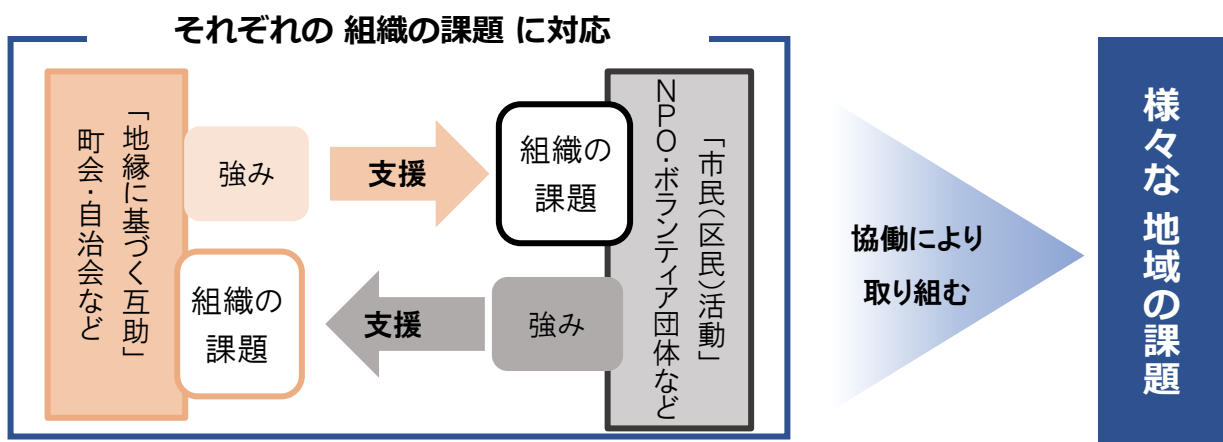 それぞれの 組織の課題 に対応
「地縁に基づく互助」
町会・自治会など
強み
支援
組織の
課題
組織の
課題
支援
強み
「市民(区民)活動」
NPO・ボランティア団体など
協働により
取り組む
様々な 地域の課題